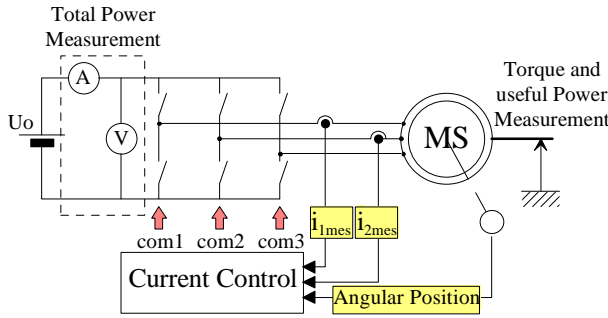 Total Power
Measurement
A
V
Uo
Torque and
useful Power
Measurement
MS
i1mes
i2mes
com1 com2 com3
Current Control
Angular Position